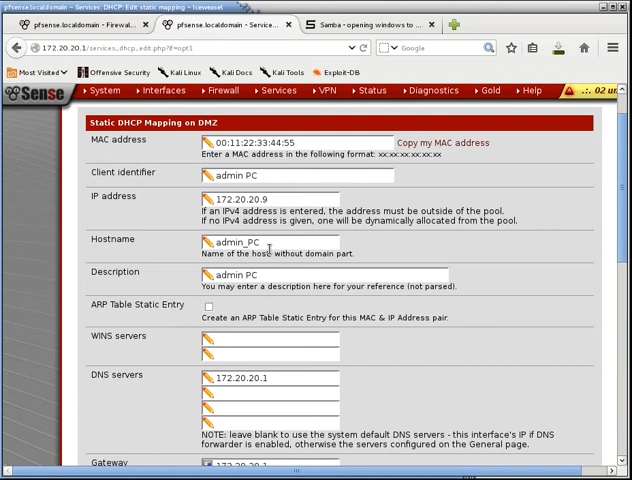 pfsense.localdomain - Services: DHCP: Edit static mapping - Iceweasel
pfsense.localdomain - Firewal...
pfsense.localdomain - Service...
Samba - opening windows to ...
172.20.20.1/services_dhcp_edit.php?if=opt1
Google
Most Visited
Offensive Security
Kali Linux
Kali Docs
Kali Tools
Exploit-DB
Sense
System
Interfaces
Firewall
Services
VPN
Status
Diagnostics
Gold
Help
.:. 02 un
Static DHCP Mapping on DMZ
MAC address
00:11:22:33:44:55
Copy my MAC address
Enter a MAC address in the following format: xx:xx:xx:xx:xx:xx
Client identifier
admin PC
IP address
172.20.20.9
If an IPv4 address is entered, the address must be outside of the pool.
If no IPv4 address is given, one will be dynamically allocated from the pool.
Hostname
admin_PC
Name of the host, without domain part.
Description
admin PC
You may enter a description here for your reference (not parsed).
ARP Table Static Entry
Create an ARP Table Static Entry for this MAC & IP Address pair.
WINS servers
DNS servers
172.20.20.1
NOTE: leave blank to use the system default DNS servers - this interface's IP if DNS
forwarder is enabled, otherwise the servers configured on the General page.
Gateway
172.20.20.1